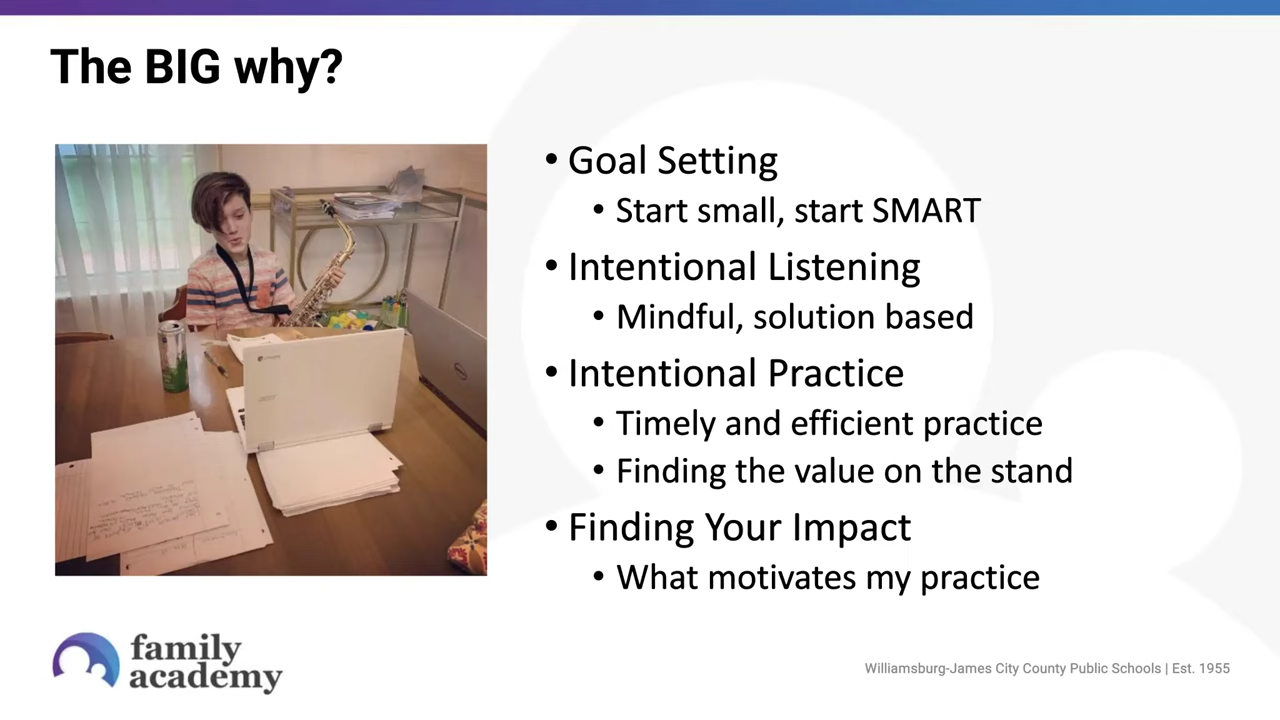 The BIG why?
• Goal Setting
• Start small, start SMART
• Intentional Listening
• Mindful, solution based
• Intentional Practice
• Timely and efficient practice
• Finding the value on the stand
• Finding Your Impact
• What motivates my practice
family
academy
Williamsburg-James City County Public Schools | Est. 1955